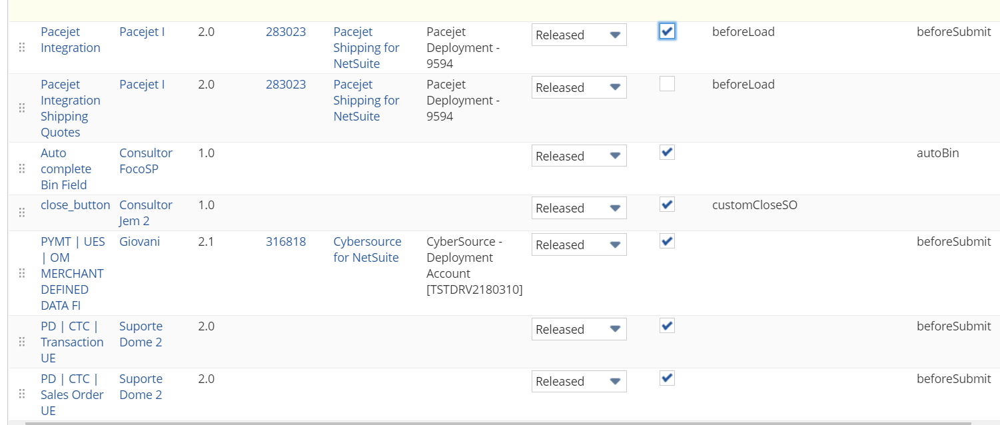 Pacejet Integration Pacejet I 2.0 283023 Pacejet Shipping for NetSuite Pacejet Deployment - 9594 Released beforeLoad beforeSubmit
Pacejet Integration Shipping Quotes Pacejet I 2.0 283023 Pacejet Shipping for NetSuite Pacejet Deployment - 9594 Released beforeLoad
Auto complete Bin Field Consultor FocoSP 1.0 Released autoBin
close_button Consultor Jem 2 1.0 Released customCloseSO
PYMT | UES | OM MERCHANT DEFINED DATA FI Giovani 2.1 316818 Cybersource for NetSuite CyberSource - Deployment Account [TSTDRV2180310] Released beforeSubmit
PD | CTC | Transaction UE Suporte Dome 2 2.0 Released beforeSubmit
PD | CTC | Sales Order UE Suporte Dome 2 2.0 Released beforeSubmit